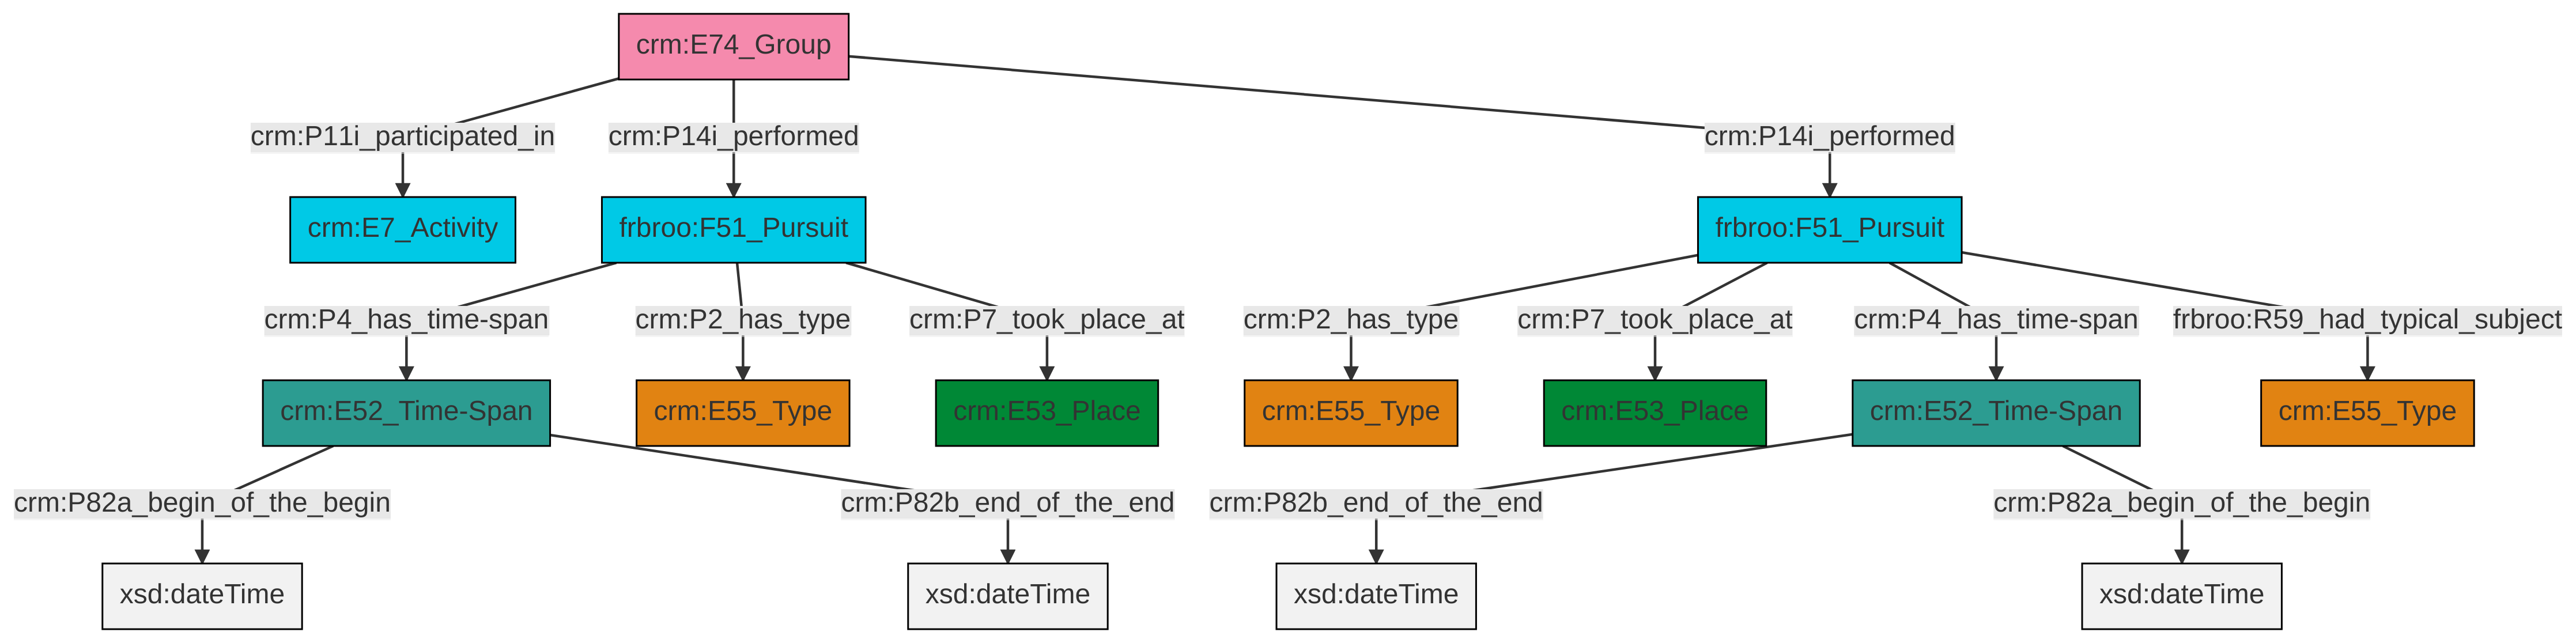 crm:E74_Group
crm:P11i_participated_in
crm:P14i_performed
crm:P14i_performed
crm:E7_Activity
frbroo:F51_Pursuit
frbroo:F51_Pursuit
crm:P4_has_time-span
crm:P2_has_type
crm:P7_took_place_at
crm:P2_has_type
crm:P7_took_place_at
crm:P4_has_time-span
frbroo:R59_had_typical_subject
crm:E52_Time-Span
crm:E55_Type
crm:E53_Place
crm:E55_Type
crm:E53_Place
crm:E52_Time-Span
crm:E55_Type
crm:P82a_begin_of_the_begin
crm:P82b_end_of_the_end
crm:P82b_end_of_the_end
crm:P82a_begin_of_the_begin
xsd:dateTime
xsd:dateTime
xsd:dateTime
xsd:dateTime